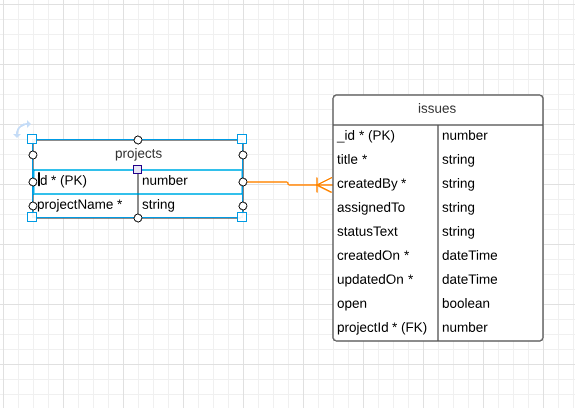 projects
id * (PK) number
projectName * string
issues
_id * (PK) number
title * string
createdBy * string
assignedTo string
statusText string
createdOn * dateTime
updatedOn * dateTime
open boolean
projectId * (FK) number